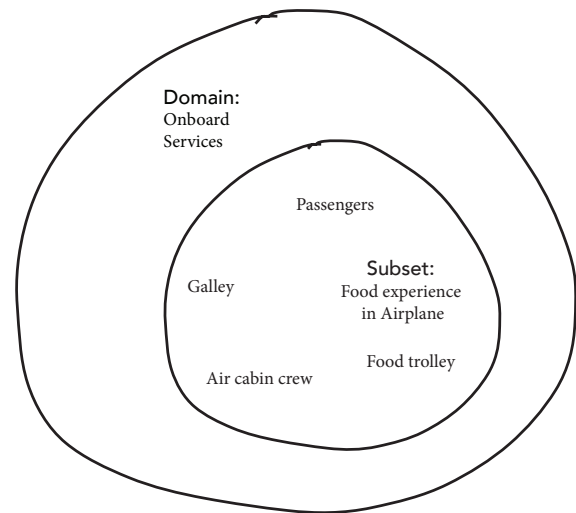 Domain:
Onboard
Services
Passengers
Galley
Subset:
Food experience
in Airplane
Food trolley
Air cabin crew